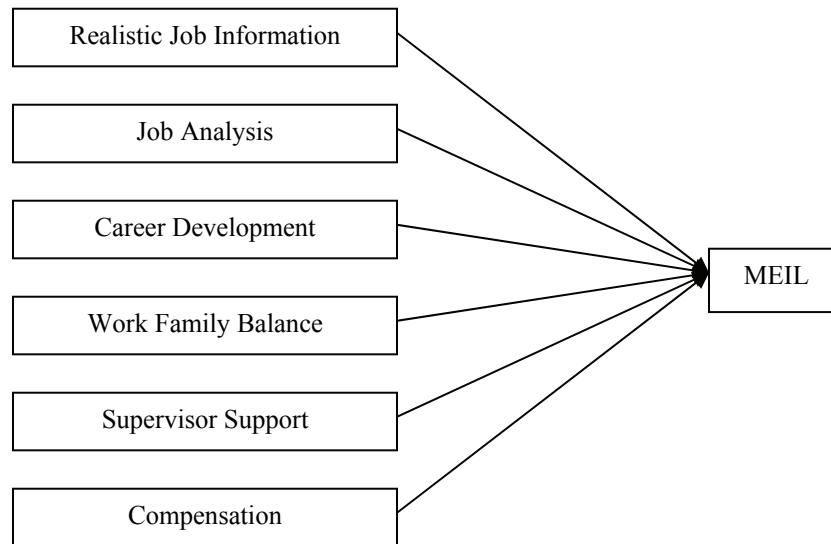 Realistic Job Information
Job Analysis
Career Development
Work Family Balance
Supervisor Support
Compensation
MEIL